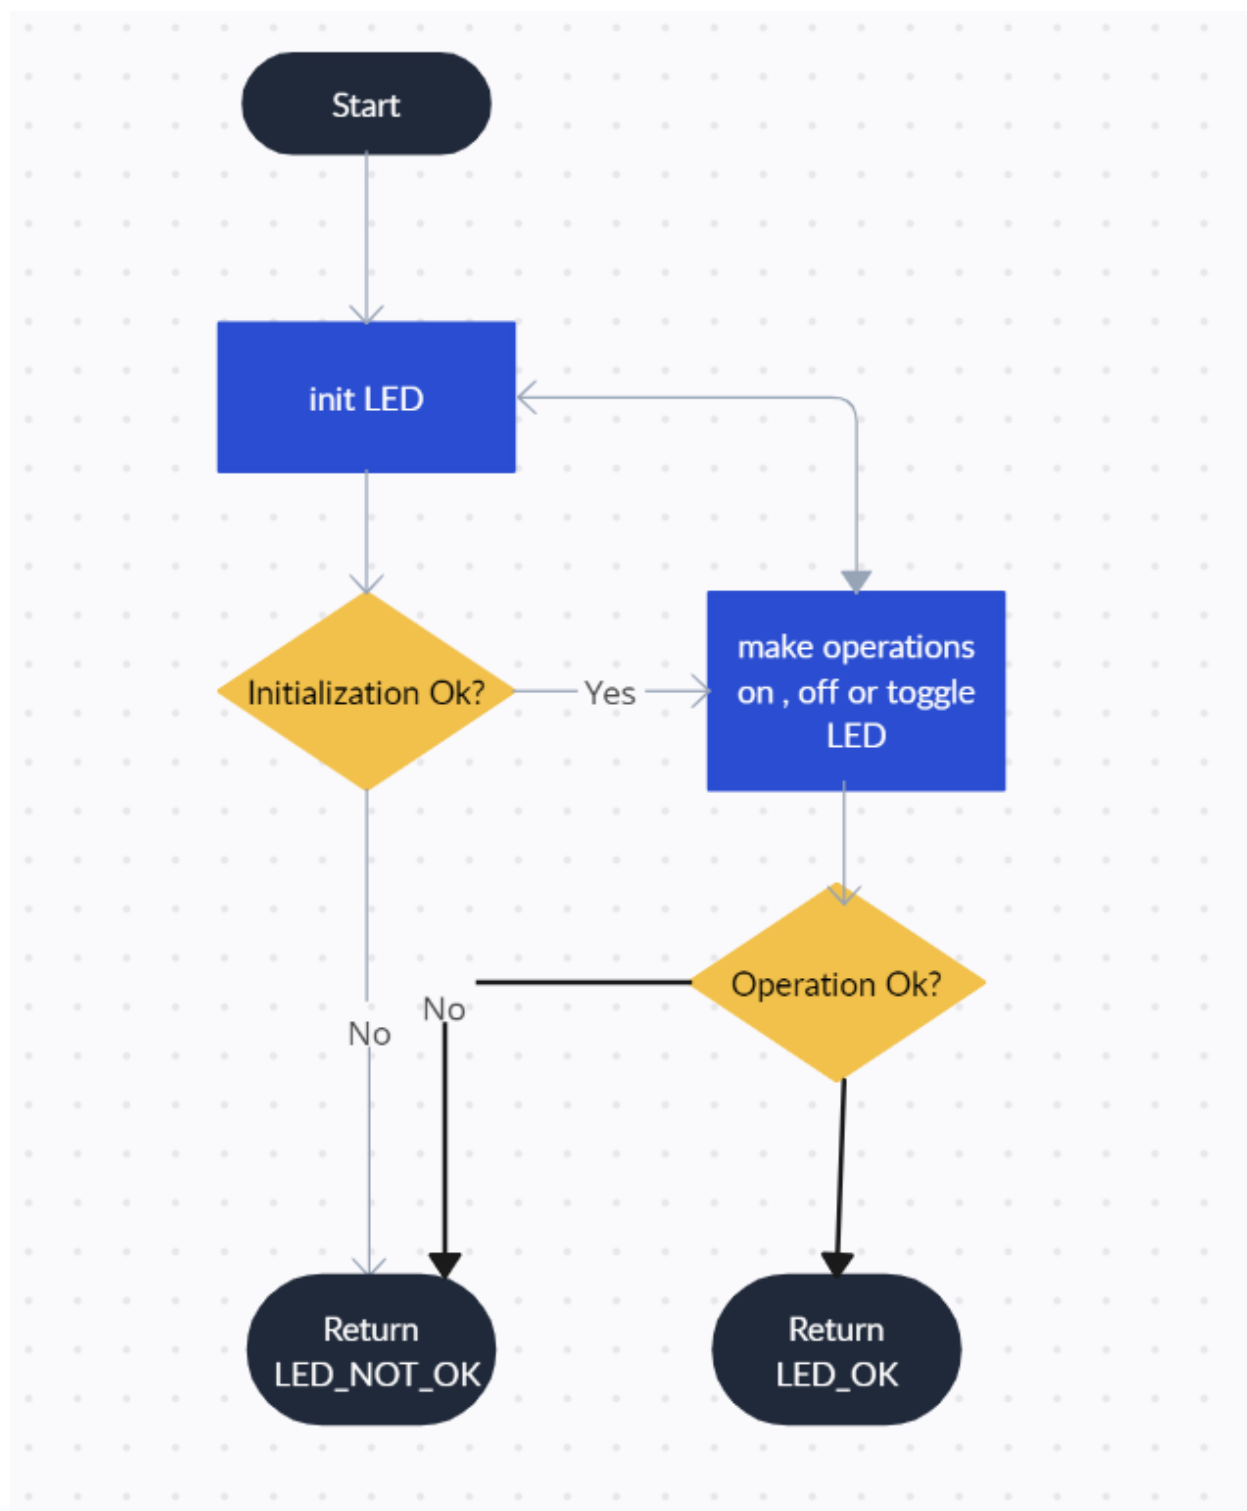 Start
init LED
Initialization Ok?
Yes
make operations
on , off or toggle
LED
Operation Ok?
No
No
Return
LED_NOT_OK
Return
LED_OK